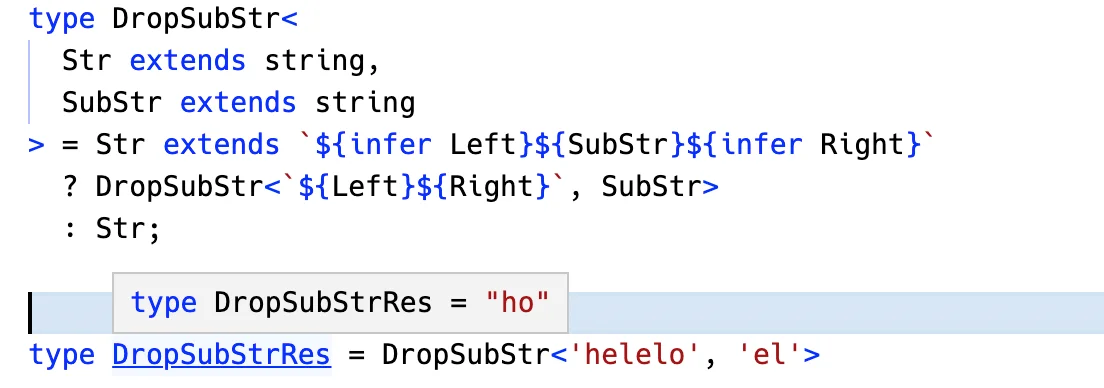 type DropSubStr<
  Str extends string,
  SubStr extends string
> = Str extends `${infer Left}${SubStr}${infer Right}`
  ? DropSubStr<`${Left}${Right}`, SubStr>
  : Str;
type DropSubStrRes = "ho"
type DropSubStrRes = DropSubStr<'helelo', 'el'>